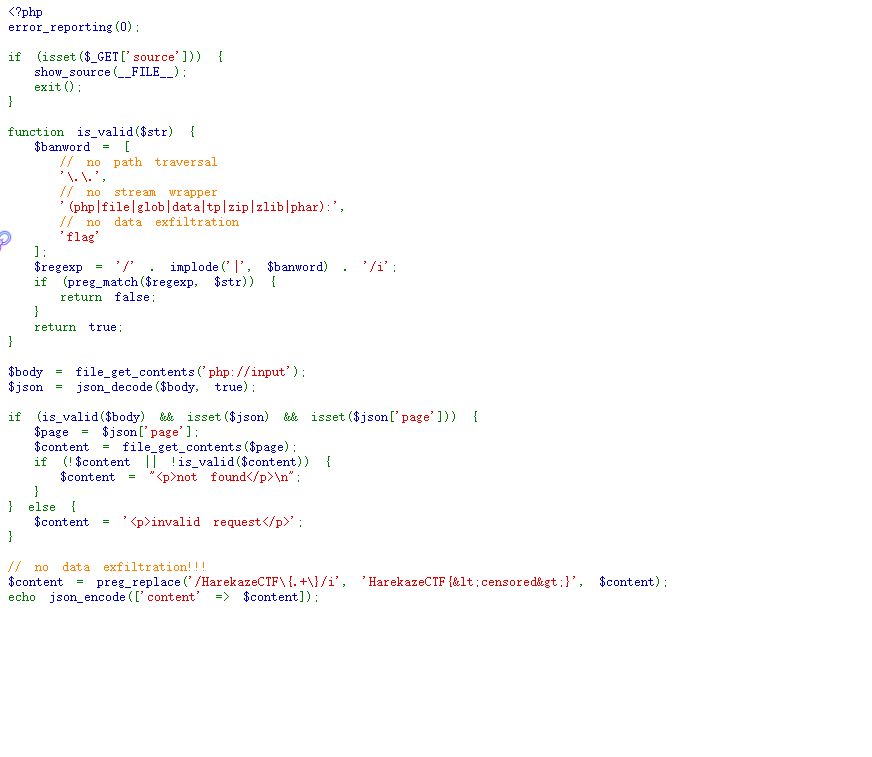 <?php
error_reporting(0);
if (isset($_GET['source'])) {
show_source(__FILE__);
exit();
}
function is_valid($str) {
$banword = [
// no path traversal
'\.\.',
// no stream wrapper
'(php|file|glob|data|tp|zip|zlib|phar):',
// no data exfiltration
'flag'
];
$regexp = '/' . implode('|', $banword) . '/i';
if (preg_match($regexp, $str)) {
return false;
}
return true;
}
$body = file_get_contents('php://input');
$json = json_decode($body, true);
if (is_valid($body) && isset($json) && isset($json['page'])) {
$page = $json['page'];
$content = file_get_contents($page);
if (!$content || !is_valid($content)) {
$content = "<p>not found</p>\n";
}
} else {
$content = '<p>invalid request</p>';
}
// no data exfiltration!!!
$content = preg_replace('/HarekazeCTF\{.+\}/i', 'HarekazeCTF{&lt;censored&gt;}', $content);
echo json_encode(['content' => $content]);